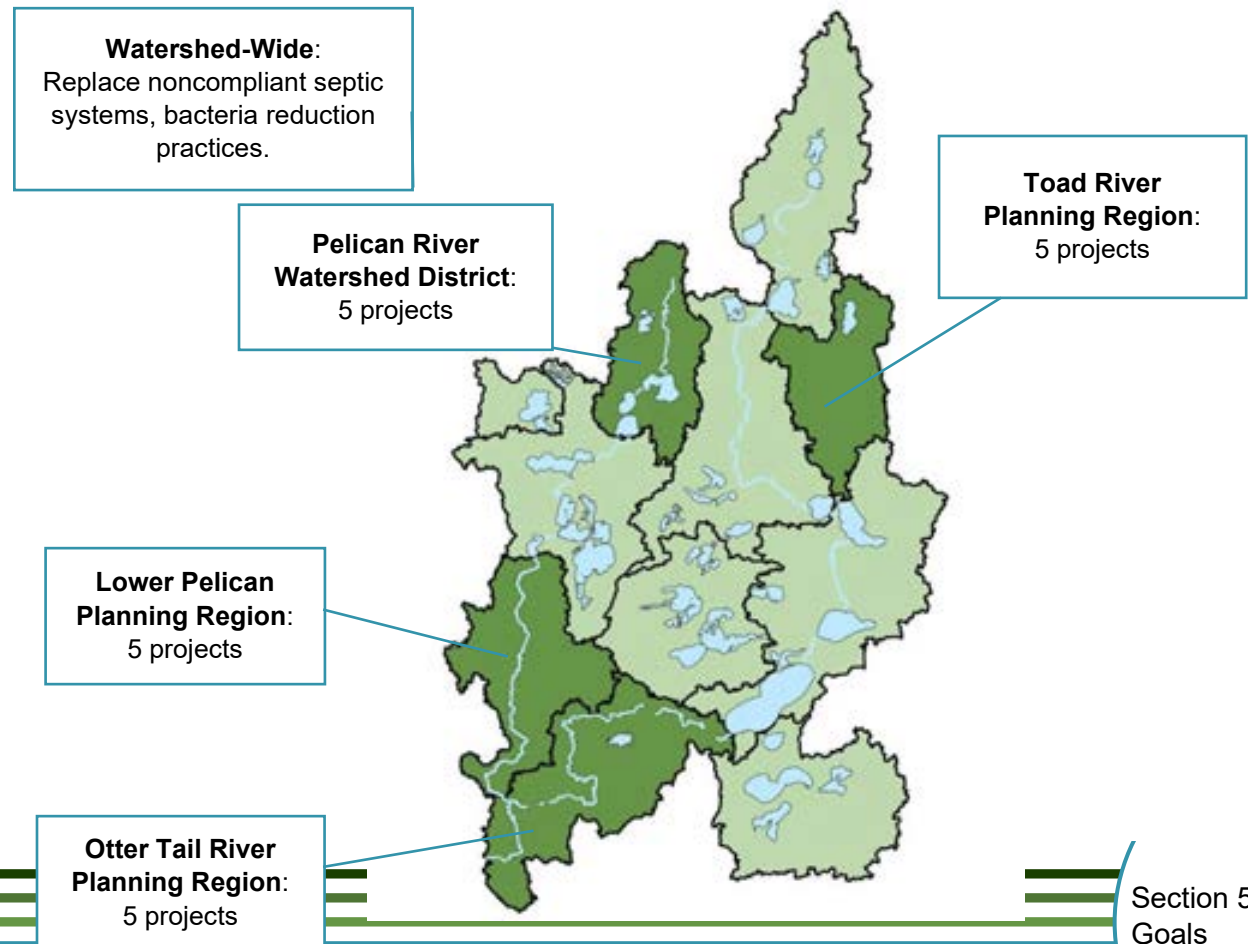 Watershed-Wide:
Replace noncompliant septic
systems, bacteria reduction
practices.
Pelican River
Watershed District:
5 projects
Toad River
Planning Region:
5 projects
Lower Pelican
Planning Region:
5 projects
Otter Tail River
Planning Region:
5 projects
Section 5
Goals